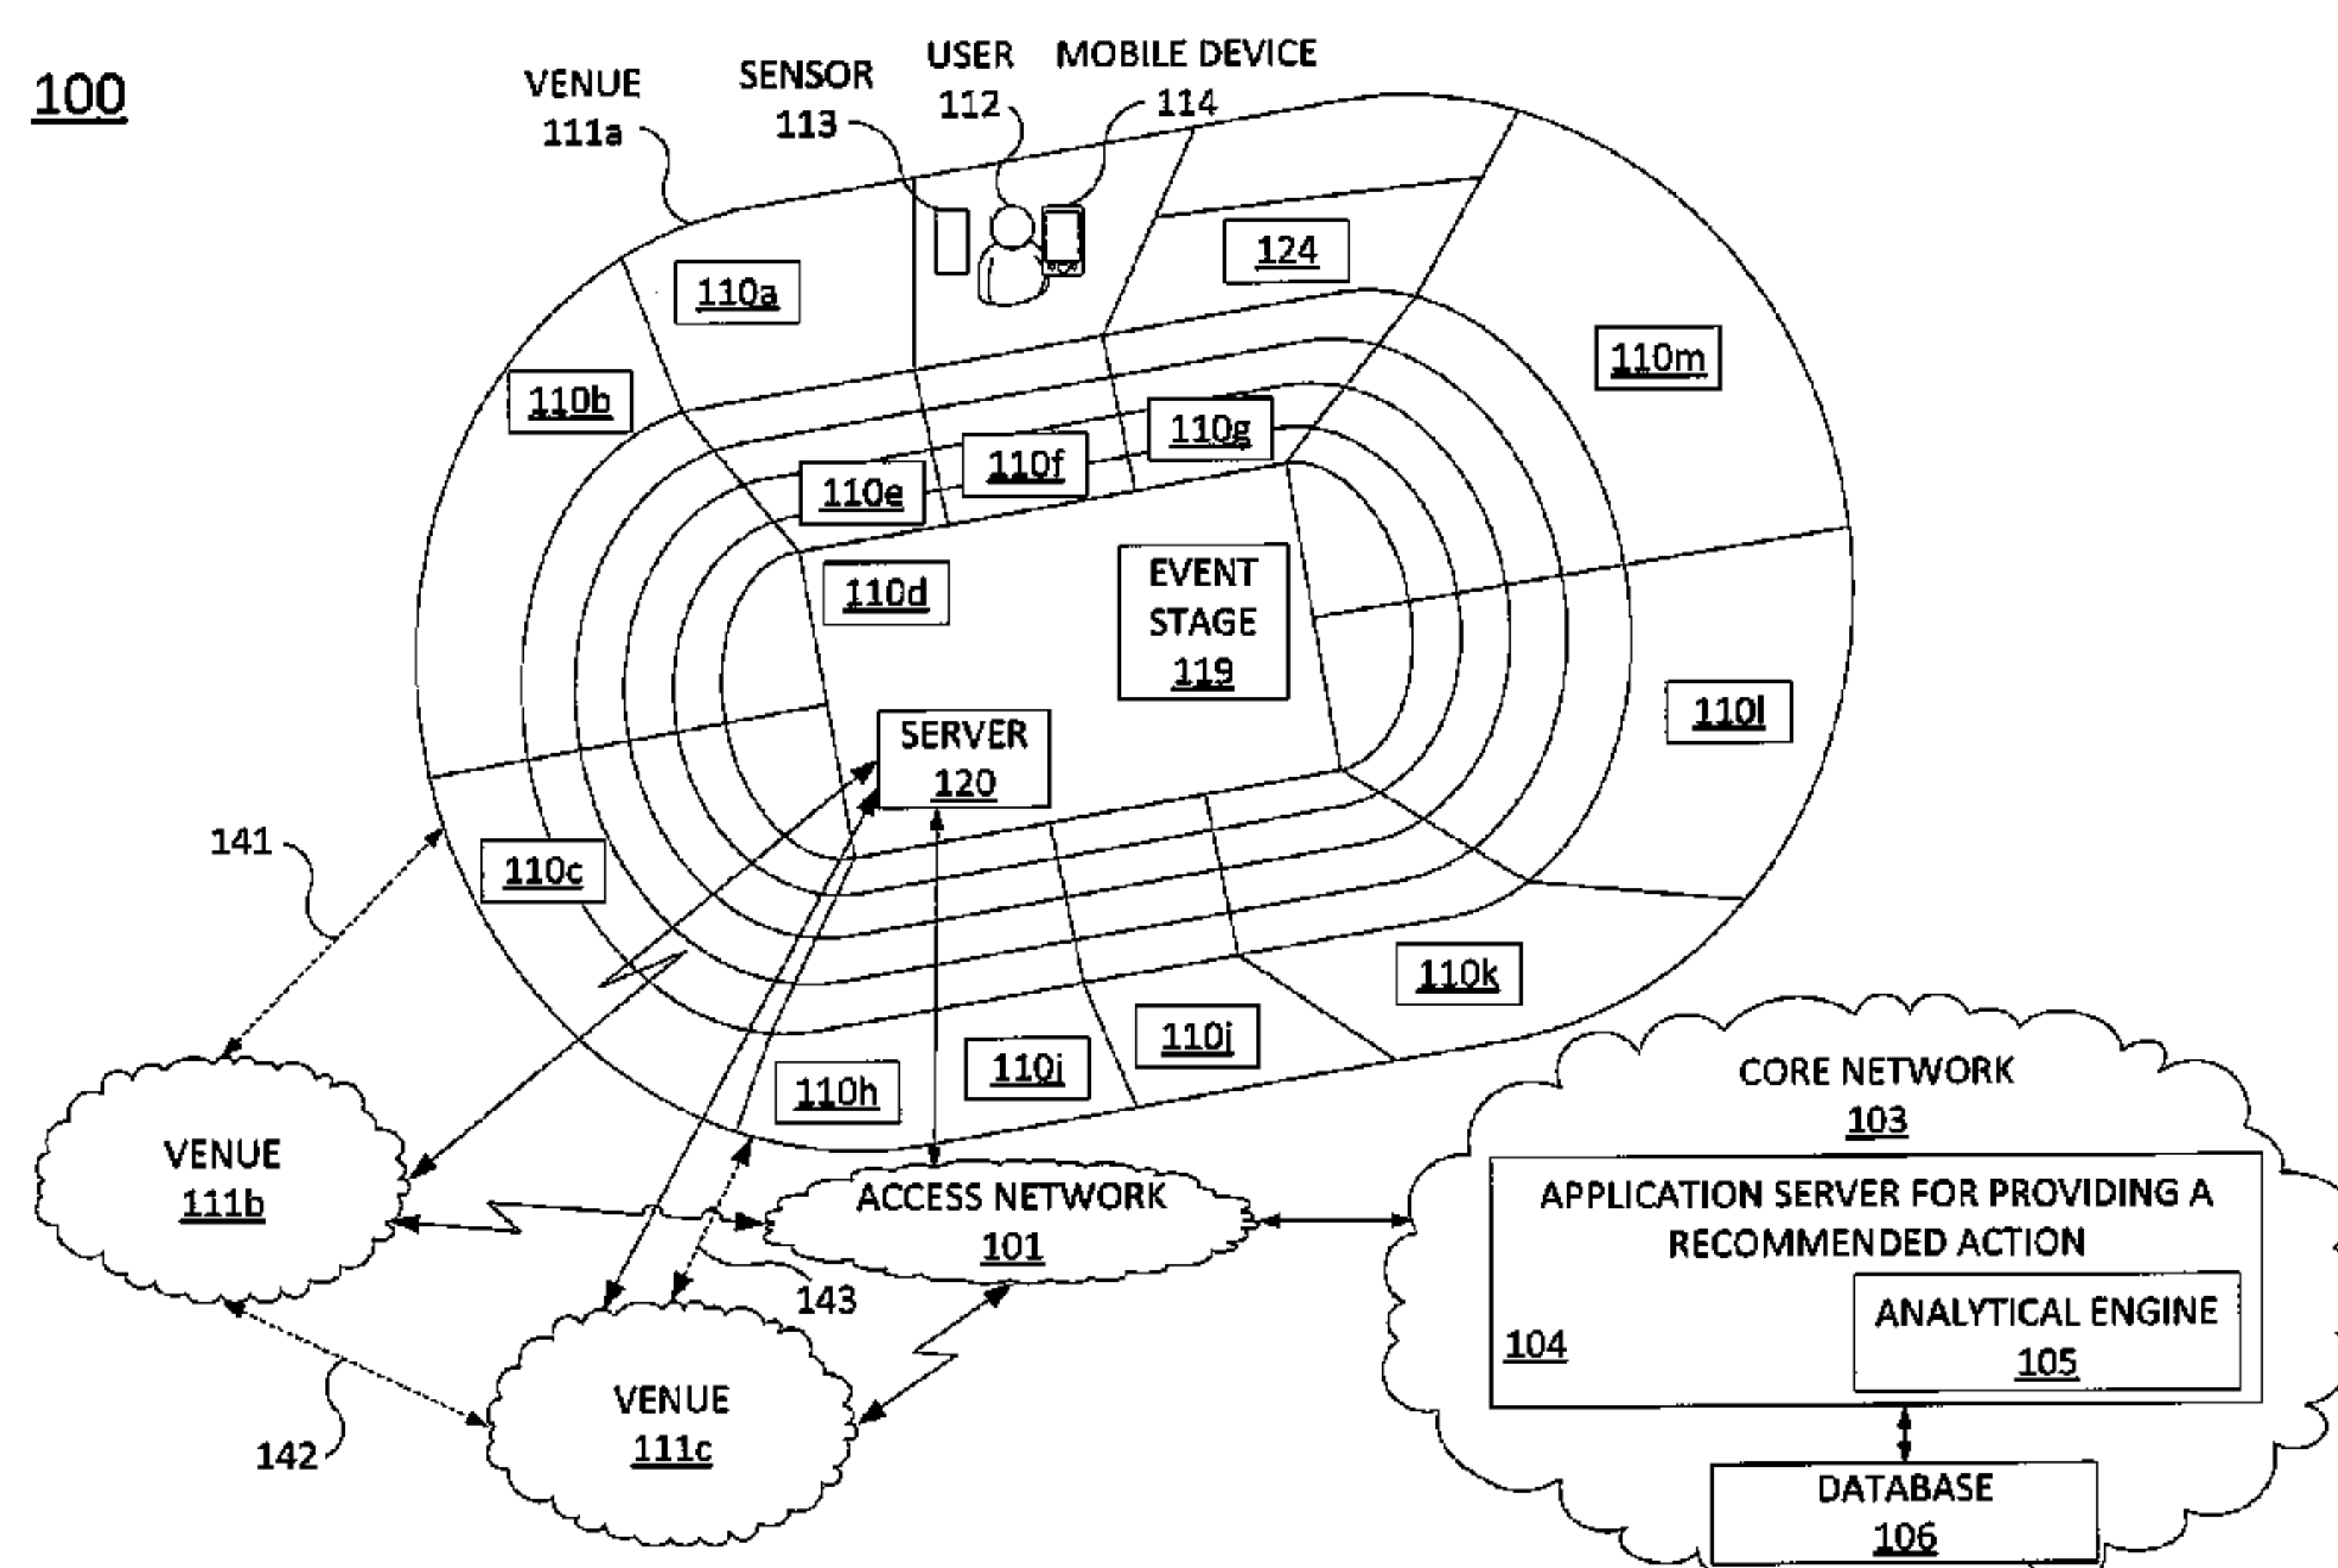 100
VENUE
111a
SENSOR
113
USER
112
MOBILE DEVICE
114
124
110a
110b
110m
110g
110f
110e
110d
EVENT
STAGE
119
110l
SERVER
120
141
110c
110k
110j
110i
110h
CORE NETWORK
103
VENUE
111b
ACCESS NETWORK
101
APPLICATION SERVER FOR PROVIDING A
RECOMMENDED ACTION
104
ANALYTICAL ENGINE
105
143
142
VENUE
111c
DATABASE
106